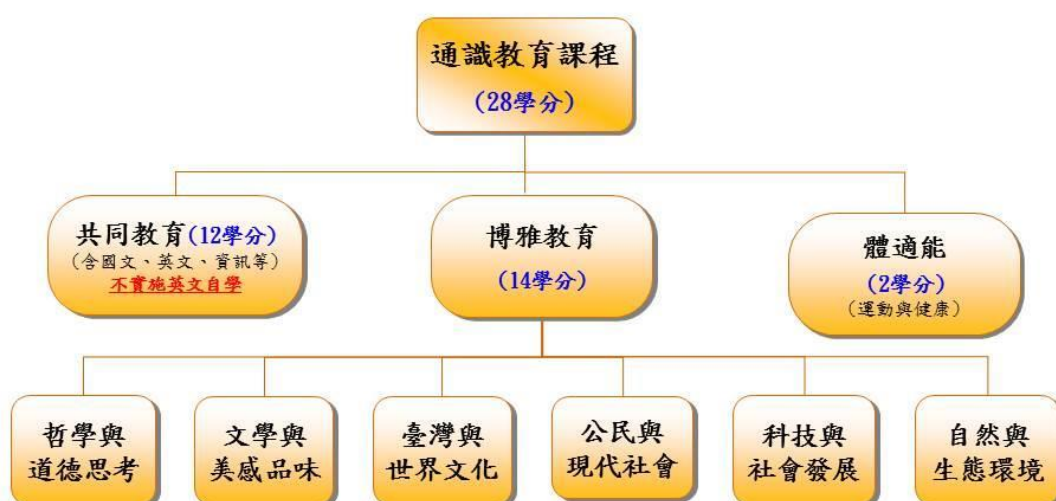 通識教育課程
(28學分)
共同教育(12學分)
(含國文、英文、資訊等)
不實施英文自學
博雅教育
(14學分)
體適能
(2學分)
(運動與健康)
哲學與
道德思考
文學與
美感品味
臺灣與
世界文化
公民與
現代社會
科技與
社會發展
自然與
生態環境